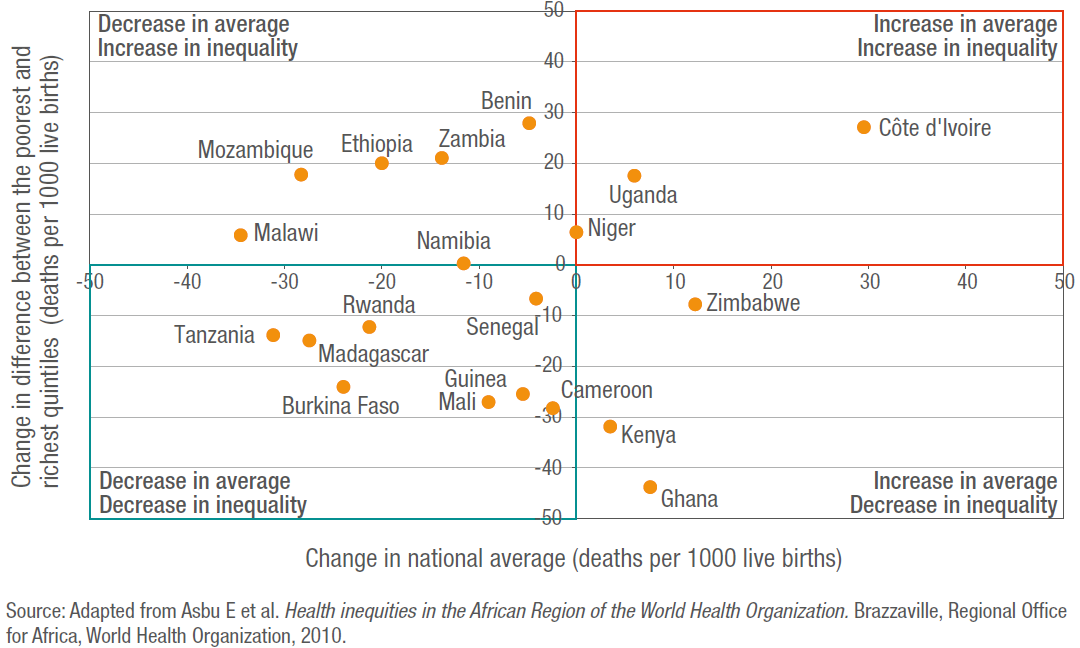 Decrease in average
Increase in inequality
Increase in average
Increase in inequality
Change in difference between the poorest and
richest quintiles (deaths per 1000 live births)
50
40
30
20
10
0
-10
-20
-30
-40
-50
-50
-40
-30
-20
-10
0
10
20
30
40
50
Benin
Côte d'Ivoire
Zambia
Ethiopia
Mozambique
Uganda
Malawi
Namibia
Niger
Rwanda
Zimbabwe
Senegal
Tanzania
Madagascar
Guinea
Cameroon
Mali
Burkina Faso
Kenya
Ghana
Decrease in average
Decrease in inequality
Increase in average
Decrease in inequality
Change in national average (deaths per 1000 live births)
Source: Adapted from Asbu E et al. Health inequities in the African Region of the World Health Organization. Brazzaville, Regional Office
for Africa, World Health Organization, 2010.